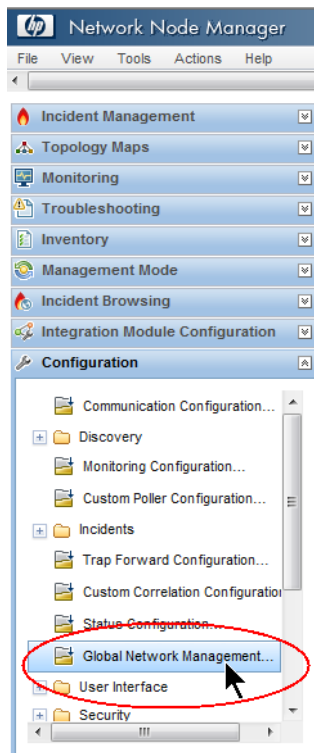 hp Network Node Manager
File View Tools Actions Help
Incident Management
Topology Maps
Monitoring
Troubleshooting
Inventory
Management Mode
Incident Browsing
Integration Module Configuration
Configuration
Communication Configuration...
Discovery
Monitoring Configuration...
Custom Poller Configuration...
Incidents
Trap Forward Configuration...
Custom Correlation Configuration
Status Configuration...
Global Network Management...
User Interface
Security